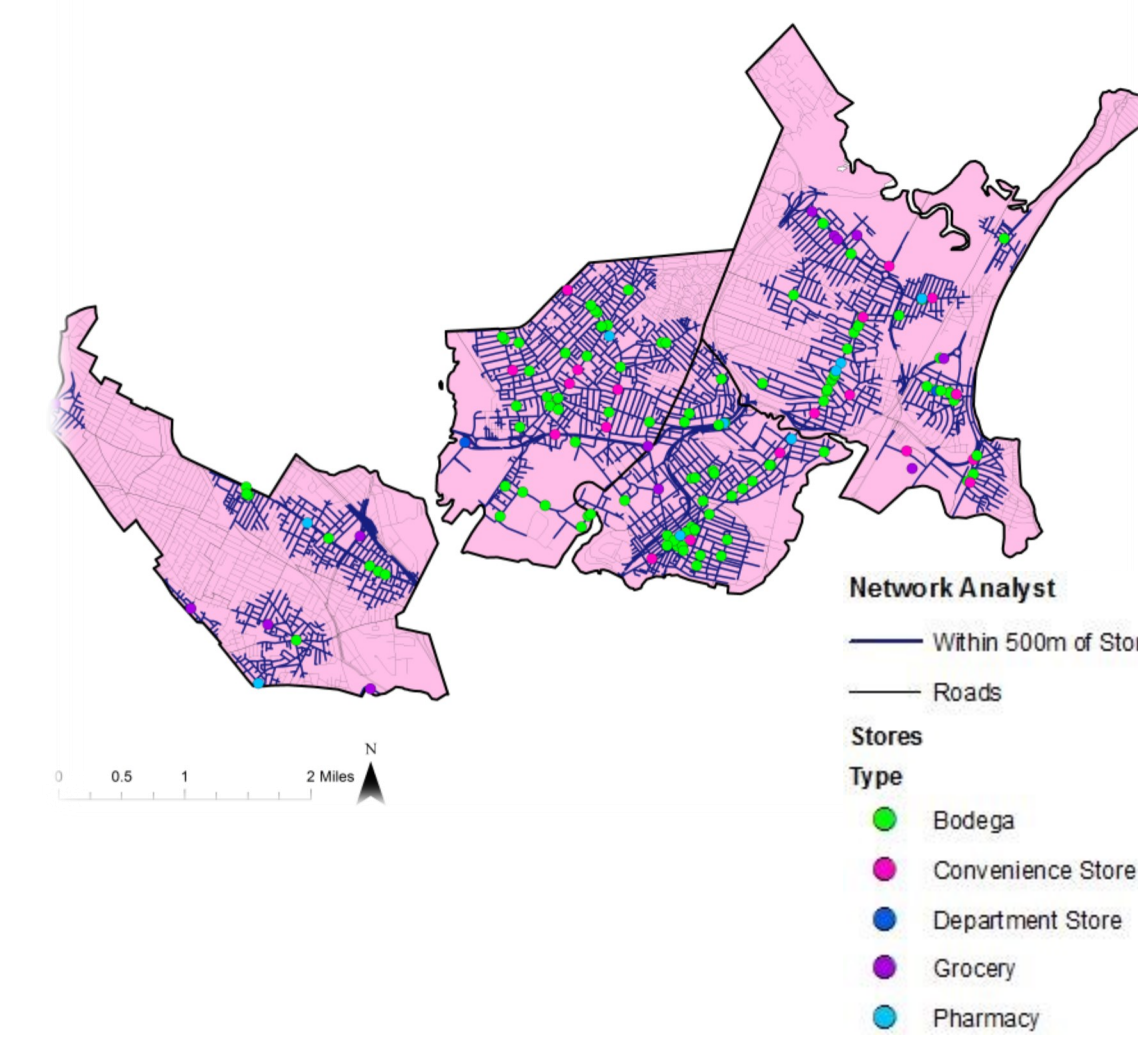 N
0 0.5 1 2 Miles
Network Analyst
Within 500m of
Roads
Stores
Type
Bodega
Convenience Store
Department Store
Grocery
Pharmacy